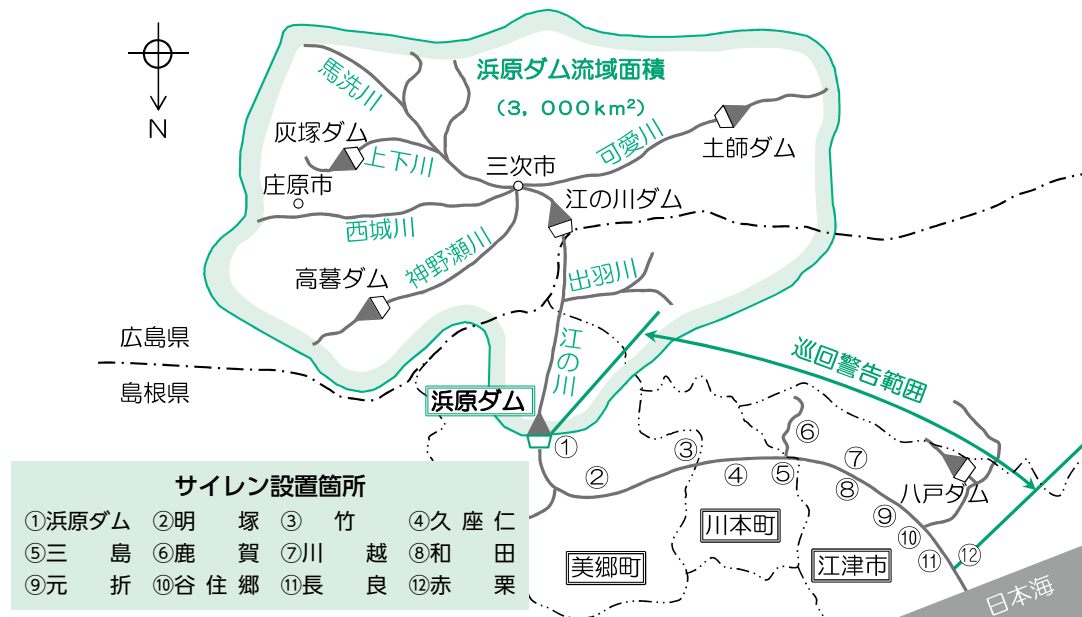 浜原ダム流域面積
(3，000km²)
N
馬洗川
灰塚ダム
上下川
庄原市
三次市
可愛川
土師ダム
江の川ダム
西城川
神野瀬川
高暮ダム
出羽川
江の川
広島県
島根県
浜原ダム
巡回警告範囲
八戸ダム
①
②
③
④
⑤
⑥
⑦
⑧
⑨
⑩
⑪
⑫
川本町
美郷町
江津市
日本海
サイレン設置箇所
①浜原ダム ②明 塚 ③ 竹 ④久座仁
⑤三 島 ⑥鹿 賀 ⑦川 越 ⑧和 田
⑨元 折 ⑩谷住郷 ⑪長 良 ⑫赤 栗